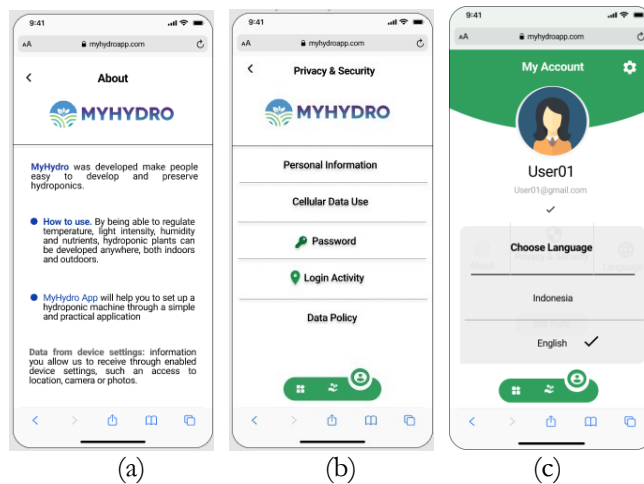 9:41
AA myhydroapp.com
About
MYHYDRO
MyHydro was developed make people
easy to develop and preserve
hydroponics.
How to use. By being able to regulate
temperature, light intensity, humidity
and nutrients, hydroponic plants can
be developed anywhere, both indoors
and outdoors.
MyHydro App will help you to set up a
hydroponic machine through a simple
and practical application
Data from device settings: information
you allow us to receive through enabled
device settings, such an access to
location, camera or photos.
(a)
9:41
AA myhydroapp.com
Privacy & Security
MYHYDRO
Personal Information
Cellular Data Use
Password
Login Activity
Data Policy
(b)
9:41
AA myhydroapp.com
My Account
User01
User01@gmail.com
Choose Language
About Privacy & Security Language
Indonesia
English
(c)